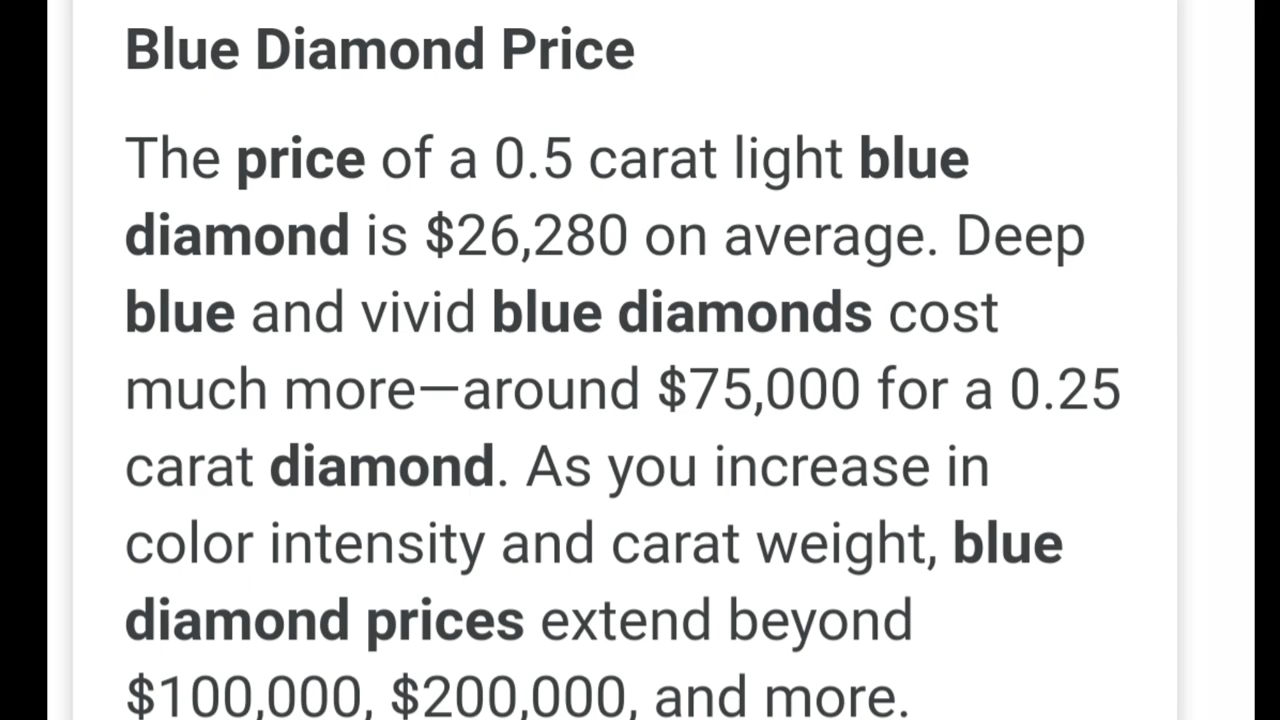 Blue Diamond Price
The price of a 0.5 carat light blue
diamond is $26,280 on average. Deep
blue and vivid blue diamonds cost
much more—around $75,000 for a 0.25
carat diamond. As you increase in
color intensity and carat weight, blue
diamond prices extend beyond
$100,000, $200,000, and more.